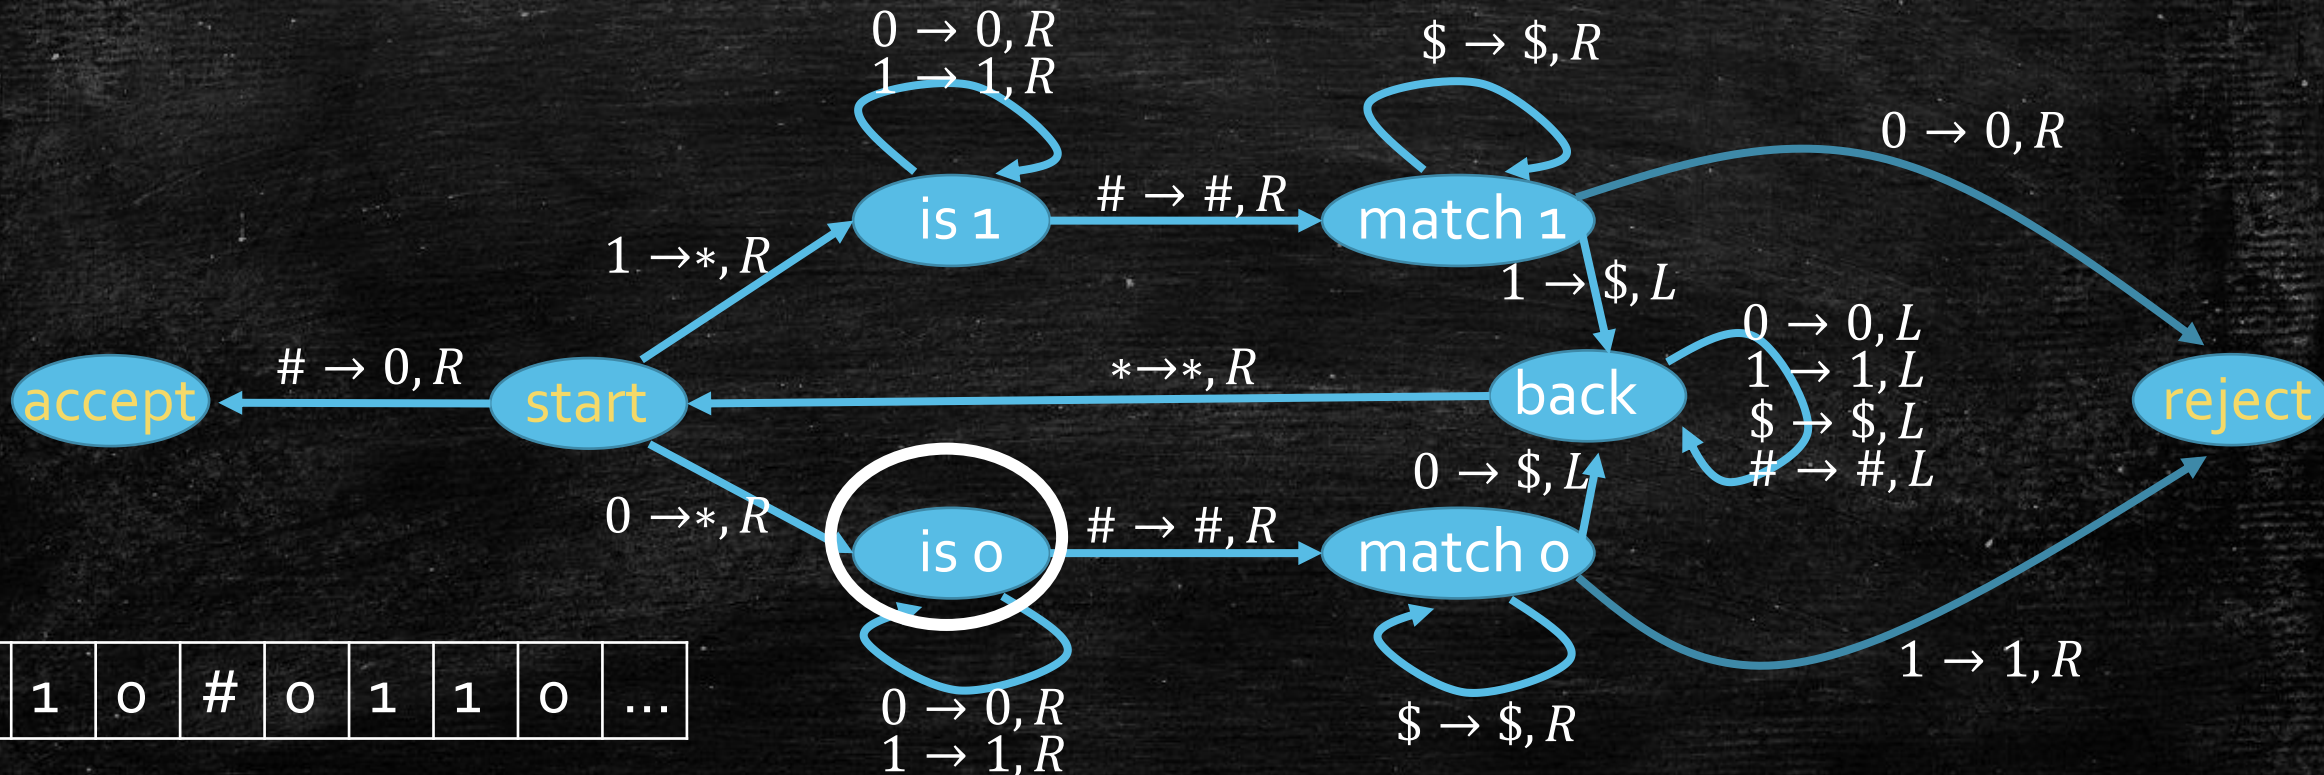 0 → 0, R
1 → 1, R
$ → $, R
0 → 0, R
is 1
# → #, R
match 1
1 →∗, R
1 → $, L
0 → 0, L
1 → 1, L
$ → $, L
# → #, L
accept
# → 0, R
start
∗→∗, R
back
reject
0 → $, L
0 →∗, R
is 0
# → #, R
match 0
1 → 1, R
1 0 # 0 1 1 0 ...
0 → 0, R
1 → 1, R
$ → $, R